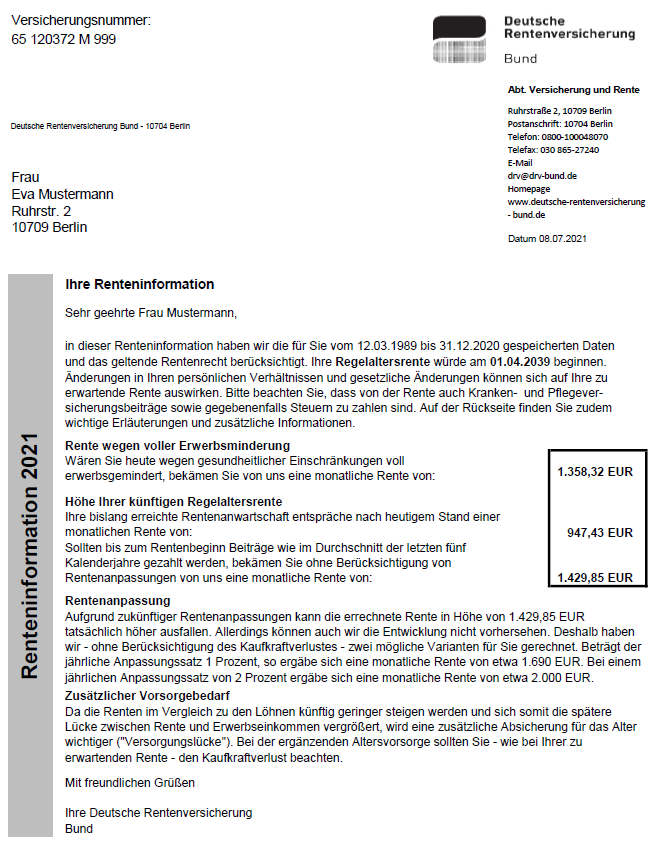 Versicherungsnummer:
65 120372 M 999
Deutsche
Rentenversicherung
Bund
Abt. Versicherung und Rente
Ruhrstraße 2, 10709 Berlin
Postanschrift: 10704 Berlin
Telefon: 0800-100048070
Telefax: 030 865-27240
E-Mail
drv@drv-bund.de
Homepage
www.deutsche-rentenversicherung
- bund.de
Datum 08.07.2021
Deutsche Rentenversicherung Bund - 10704 Berlin
Frau
Eva Mustermann
Ruhrstr. 2
10709 Berlin
Renteninformation 2021
Ihre Renteninformation
Sehr geehrte Frau Mustermann,
in dieser Renteninformation haben wir die für Sie vom 12.03.1989 bis 31.12.2020 gespeicherten Daten
und das geltende Rentenrecht berücksichtigt. Ihre Regelaltersrente würde am 01.04.2039 beginnen.
Änderungen in Ihren persönlichen Verhältnissen und gesetzliche Änderungen können sich auf Ihre zu
erwartende Rente auswirken. Bitte beachten Sie, dass von der Rente auch Kranken- und Pflegever-
sicherungsbeiträge sowie gegebenenfalls Steuern zu zahlen sind. Auf der Rückseite finden Sie zudem
wichtige Erläuterungen und zusätzliche Informationen.
Rente wegen voller Erwerbsminderung
Wären Sie heute wegen gesundheitlicher Einschränkungen voll
erwerbsgemindert, bekämen Sie von uns eine monatliche Rente von: 1.358,32 EUR
Höhe Ihrer künftigen Regelaltersrente
Ihre bislang erreichte Rentenanwartschaft entspräche nach heutigem Stand einer
monatlichen Rente von: 947,43 EUR
Sollten bis zum Rentenbeginn Beiträge wie im Durchschnitt der letzten fünf
Kalenderjahre gezahlt werden, bekämen Sie ohne Berücksichtigung von
Rentenanpassungen von uns eine monatliche Rente von: 1.429,85 EUR
Rentenanpassung
Aufgrund zukünftiger Rentenanpassungen kann die errechnete Rente in Höhe von 1.429,85 EUR
tatsächlich höher ausfallen. Allerdings können auch wir die Entwicklung nicht vorhersehen. Deshalb haben
wir - ohne Berücksichtigung des Kaufkraftverlustes - zwei mögliche Varianten für Sie gerechnet. Beträgt der
jährliche Anpassungssatz 1 Prozent, so ergäbe sich eine monatliche Rente von etwa 1.690 EUR. Bei einem
jährlichen Anpassungssatz von 2 Prozent ergäbe sich eine monatliche Rente von etwa 2.000 EUR.
Zusätzlicher Vorsorgebedarf
Da die Renten im Vergleich zu den Löhnen künftig geringer steigen werden und sich somit die spätere
Lücke zwischen Rente und Erwerbseinkommen vergrößert, wird eine zusätzliche Absicherung für das Alter
wichtiger ("Versorgungslücke"). Bei der ergänzenden Altersvorsorge sollten Sie - wie bei Ihrer zu
erwartenden Rente - den Kaufkraftverlust beachten.
Mit freundlichen Grüßen
Ihre Deutsche Rentenversicherung
Bund